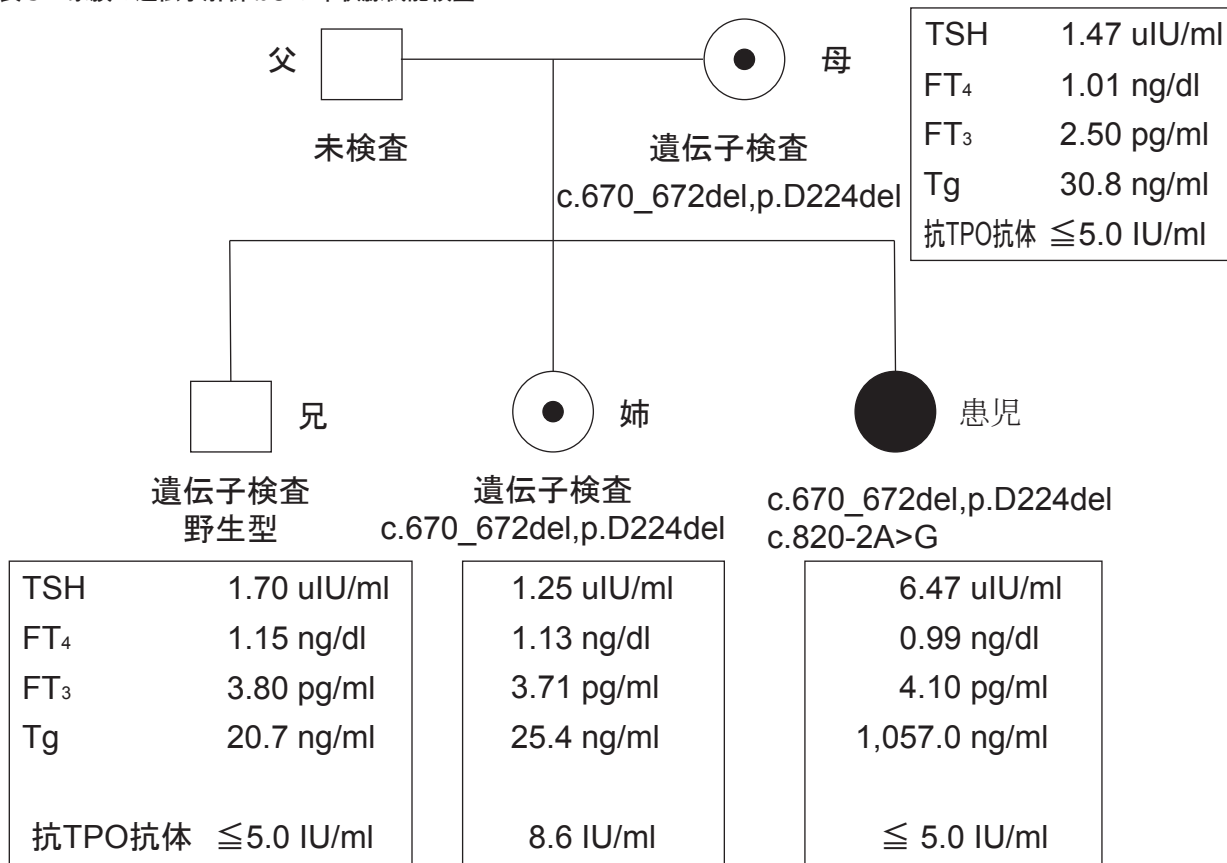 父
母
TSH 1.47 uIU/ml
FT₄ 1.01 ng/dl
FT₃ 2.50 pg/ml
Tg 30.8 ng/ml
抗TPO抗体 ≦5.0 IU/ml
未検査
遺伝子検査
c.670_672del,p.D224del
兄
姉
患児
遺伝子検査
野生型
遺伝子検査
c.670_672del,p.D224del
c.670_672del,p.D224del
c.820-2A>G
TSH 1.70 uIU/ml
FT₄ 1.15 ng/dl
FT₃ 3.80 pg/ml
Tg 20.7 ng/ml
抗TPO抗体 ≦5.0 IU/ml
1.25 uIU/ml
1.13 ng/dl
3.71 pg/ml
25.4 ng/ml
8.6 IU/ml
6.47 uIU/ml
0.99 ng/dl
4.10 pg/ml
1,057.0 ng/ml
≦ 5.0 IU/ml